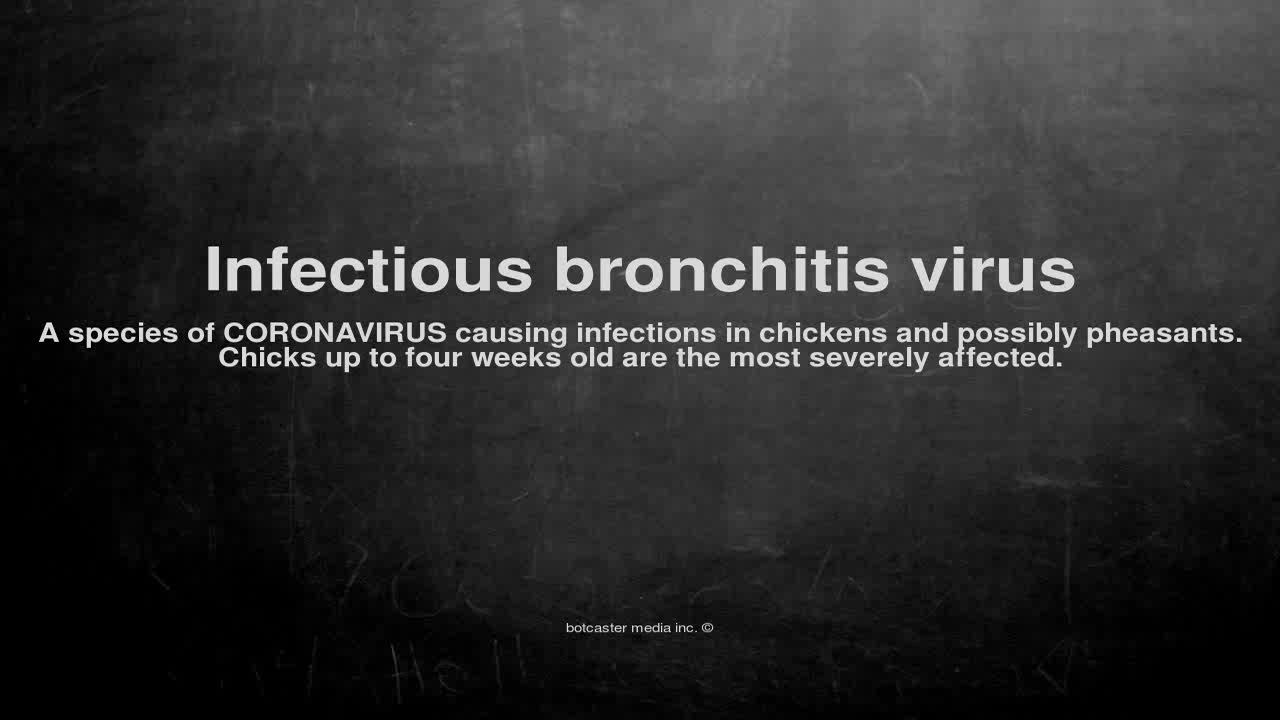 Infectious bronchitis virus
A species of CORONAVIRUS causing infections in chickens and possibly pheasants.
Chicks up to four weeks old are the most severely affected.
botcaster media inc. ©